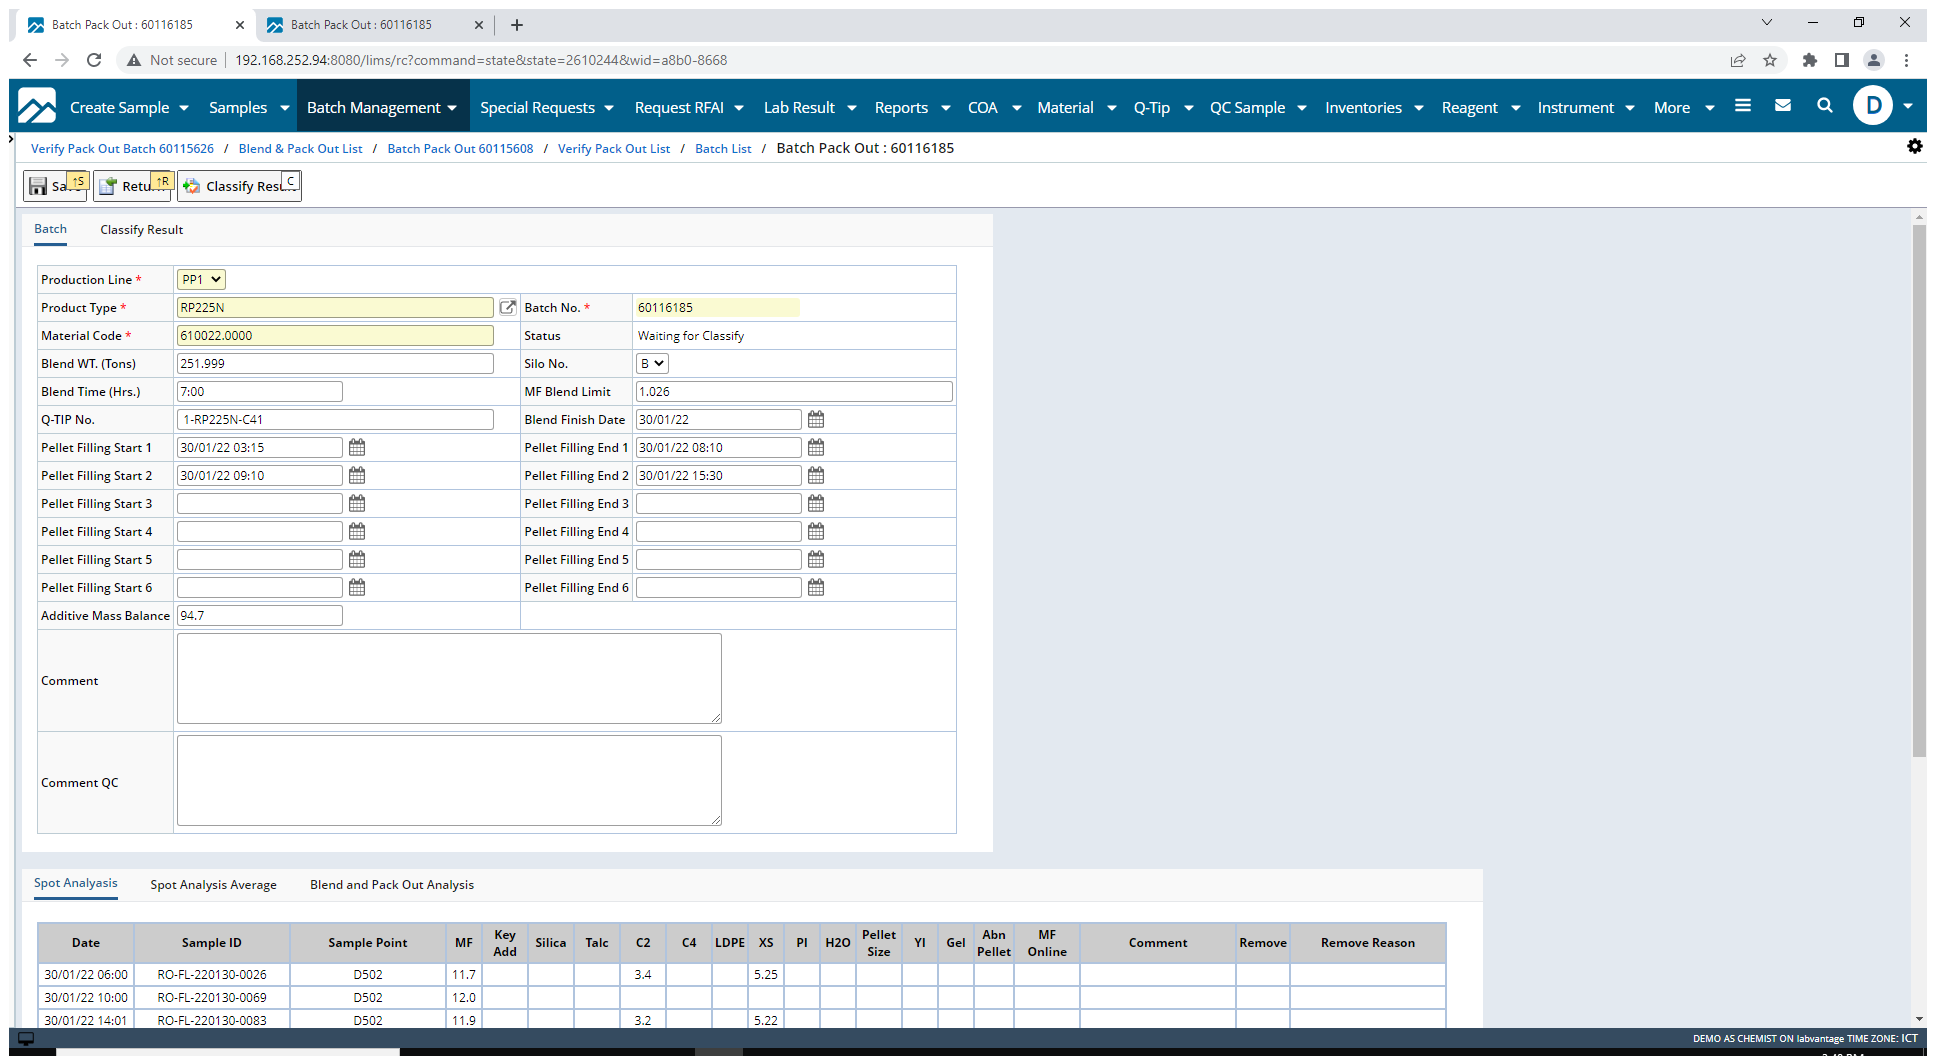 Batch Pack Out : 60116185
Batch Pack Out : 60116185
Not secure
192.168.252.94:8080/lims/rc?command=state&state=2610244&wid=a8b0-8668
Create Sample Samples Batch Management Special Requests Request RFAI Lab Result Reports COA Material Q-Tip QC Sample Inventories Reagent Instrument More D
Verify Pack Out Batch 60115626 / Blend & Pack Out List / Batch Pack Out 60115608 / Verify Pack Out List / Batch List / Batch Pack Out : 60116185
↑S ↑R Classify C
Batch Classify Result
Production Line * PP1
Product Type * RP225N Batch No. * 60116185
Material Code * 610022.0000 Status Waiting for Classify
Blend WT. (Tons) 251.999 Silo No. B
Blend Time (Hrs.) 7:00 MF Blend Limit 1.026
Q-TIP No. 1-RP225N-C41 Blend Finish Date 30/01/22
Pellet Filling Start 1 30/01/22 03:15 Pellet Filling End 1 30/01/22 08:10
Pellet Filling Start 2 30/01/22 09:10 Pellet Filling End 2 30/01/22 15:30
Pellet Filling Start 3 Pellet Filling End 3
Pellet Filling Start 4 Pellet Filling End 4
Pellet Filling Start 5 Pellet Filling End 5
Pellet Filling Start 6 Pellet Filling End 6
Additive Mass Balance 94.7
Comment
Comment QC
Spot Analyasis Spot Analysis Average Blend and Pack Out Analysis
Date Sample ID Sample Point MF Key Add Silica Talc C2 C4 LDPE XS PI H2O Pellet Size YI Gel Abn Pellet MF Online Comment Remove Remove Reason
30/01/22 06:00 RO-FL-220130-0026 D502 11.7 3.4 5.25
30/01/22 10:00 RO-FL-220130-0069 D502 12.0
30/01/22 14:01 RO-FL-220130-0083 D502 11.9 3.2 5.22
DEMO AS CHEMIST ON labvantage TIME ZONE: ICT